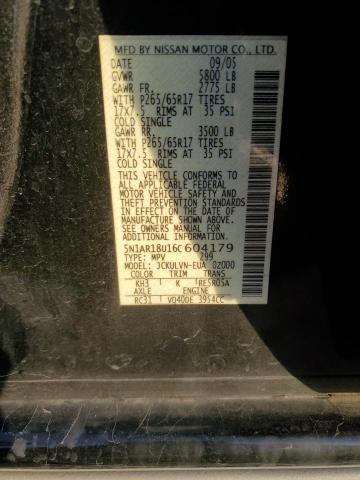 MFD BY NISSAN MOTOR CO., LTD.
DATE 09/05
GVWR 5800 LB
GAWR FR. 2775 LB
WITH P265/65R17 TIRES
17X7.5 RIMS AT 35 PSI
COLD SINGLE
GAWR RR. 3500 LB
WITH P265/65R17 TIRES
17X7.5 RIMS AT 35 PSI
COLD SINGLE
THIS VEHICLE CONFORMS TO
ALL APPLICABLE FEDERAL
MOTOR VEHICLE SAFETY AND
THEFT PREVENTION STANDARDS
IN EFFECT ON THE DATE OF
MANUFACTURE SHOWN ABOVE.
SEE OWNERS MANUAL FOR
ADDITIONAL INFORMATION
5N1AR18U16C604179
TYPE: MPV 299
MODEL: JCKULVN-EUA 0Z000
COLOR TRIM TRANS
KH3 K RE5R05A
AXLE ENGINE
RC31 VQ40DE 3954CC